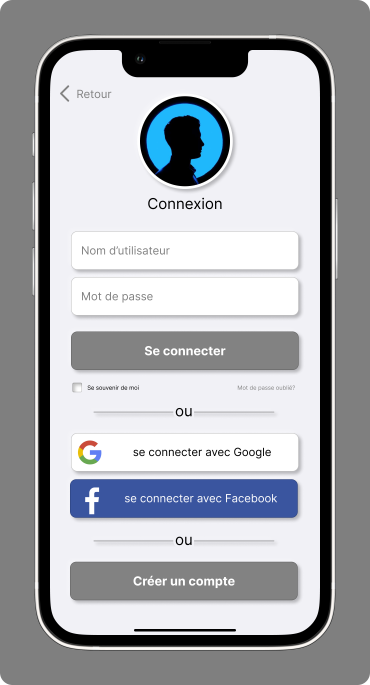 Retour
Connexion
Nom d’utilisateur
Mot de passe
Se connecter
Se souvenir de moi
Mot de passe oublié?
ou
se connecter avec Google
se connecter avec Facebook
ou
Créer un compte